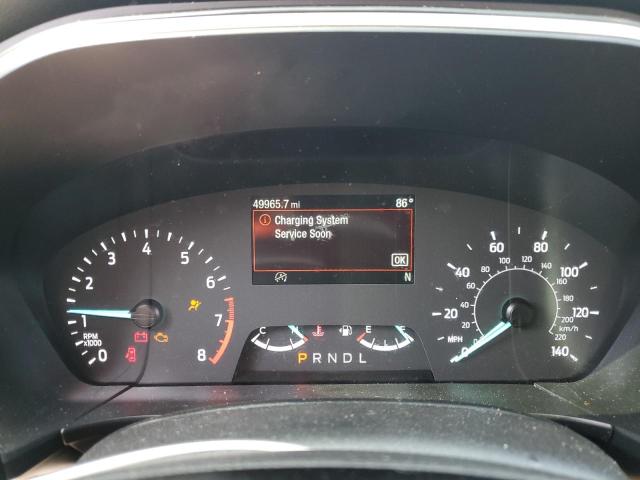 49965.7 mi 86°
Charging System
Service Soon
OK
N
0 1 2 3 4 5 6 7 8
RPM
x1000
C H
E F
P R N D L
0 20 40 60 80 100 120 140
MPH
0 20 40 60 80 100 120 140 160 180 200 220
km/h